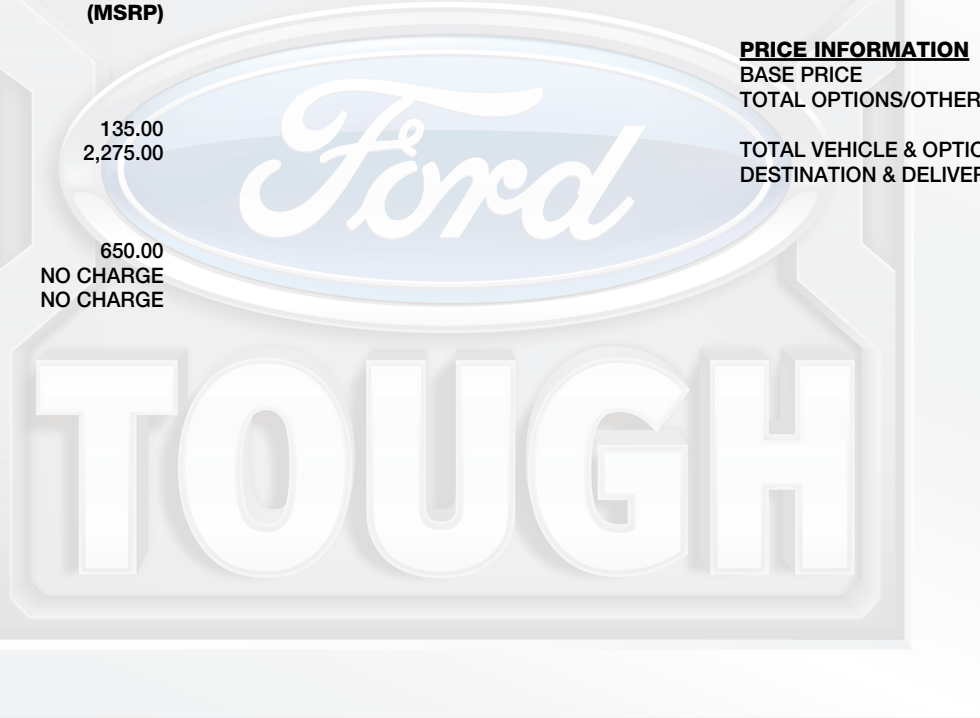 (MSRP)
135.00
2,275.00
650.00
NO CHARGE
NO CHARGE
PRICE INFORMATION
BASE PRICE
TOTAL OPTIONS/OTHER
TOTAL VEHICLE & OPTIO
DESTINATION & DELIVER
Ford
TOUGH